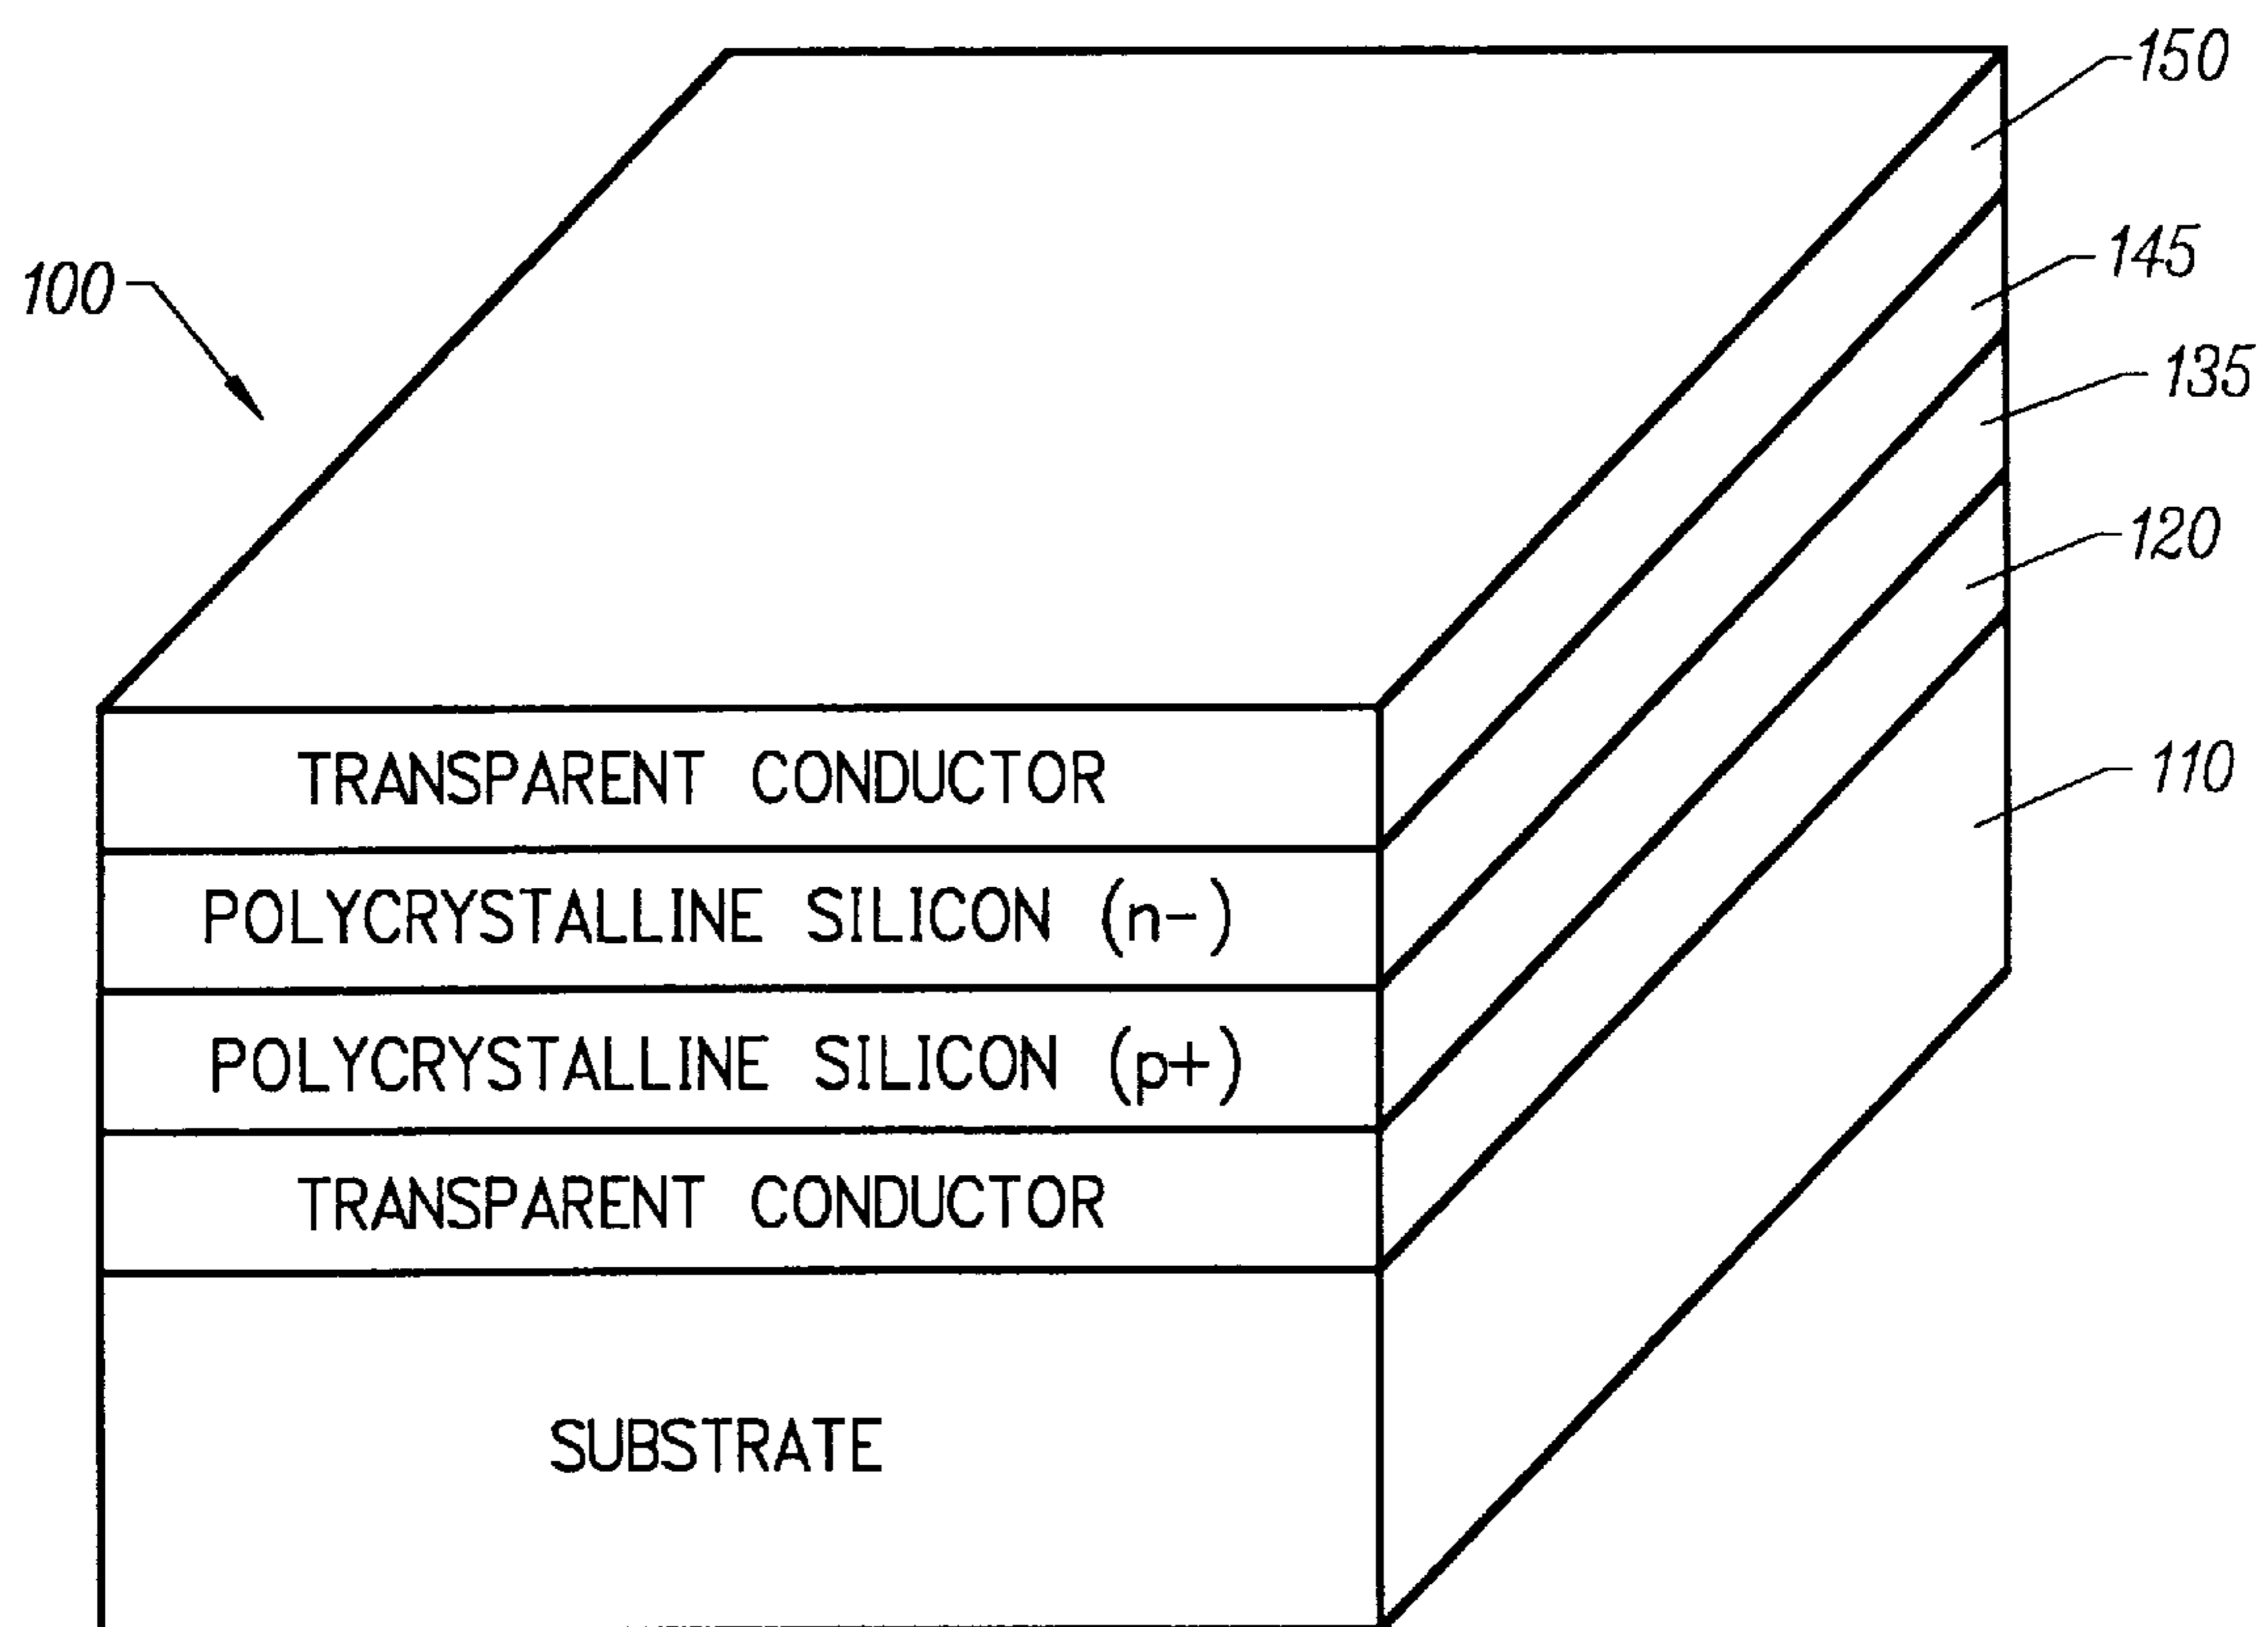 150
145
100
135
120
TRANSPARENT CONDUCTOR
110
POLYCRYSTALLINE SILICON (n-)
POLYCRYSTALLINE SILICON (p+)
TRANSPARENT CONDUCTOR
SUBSTRATE